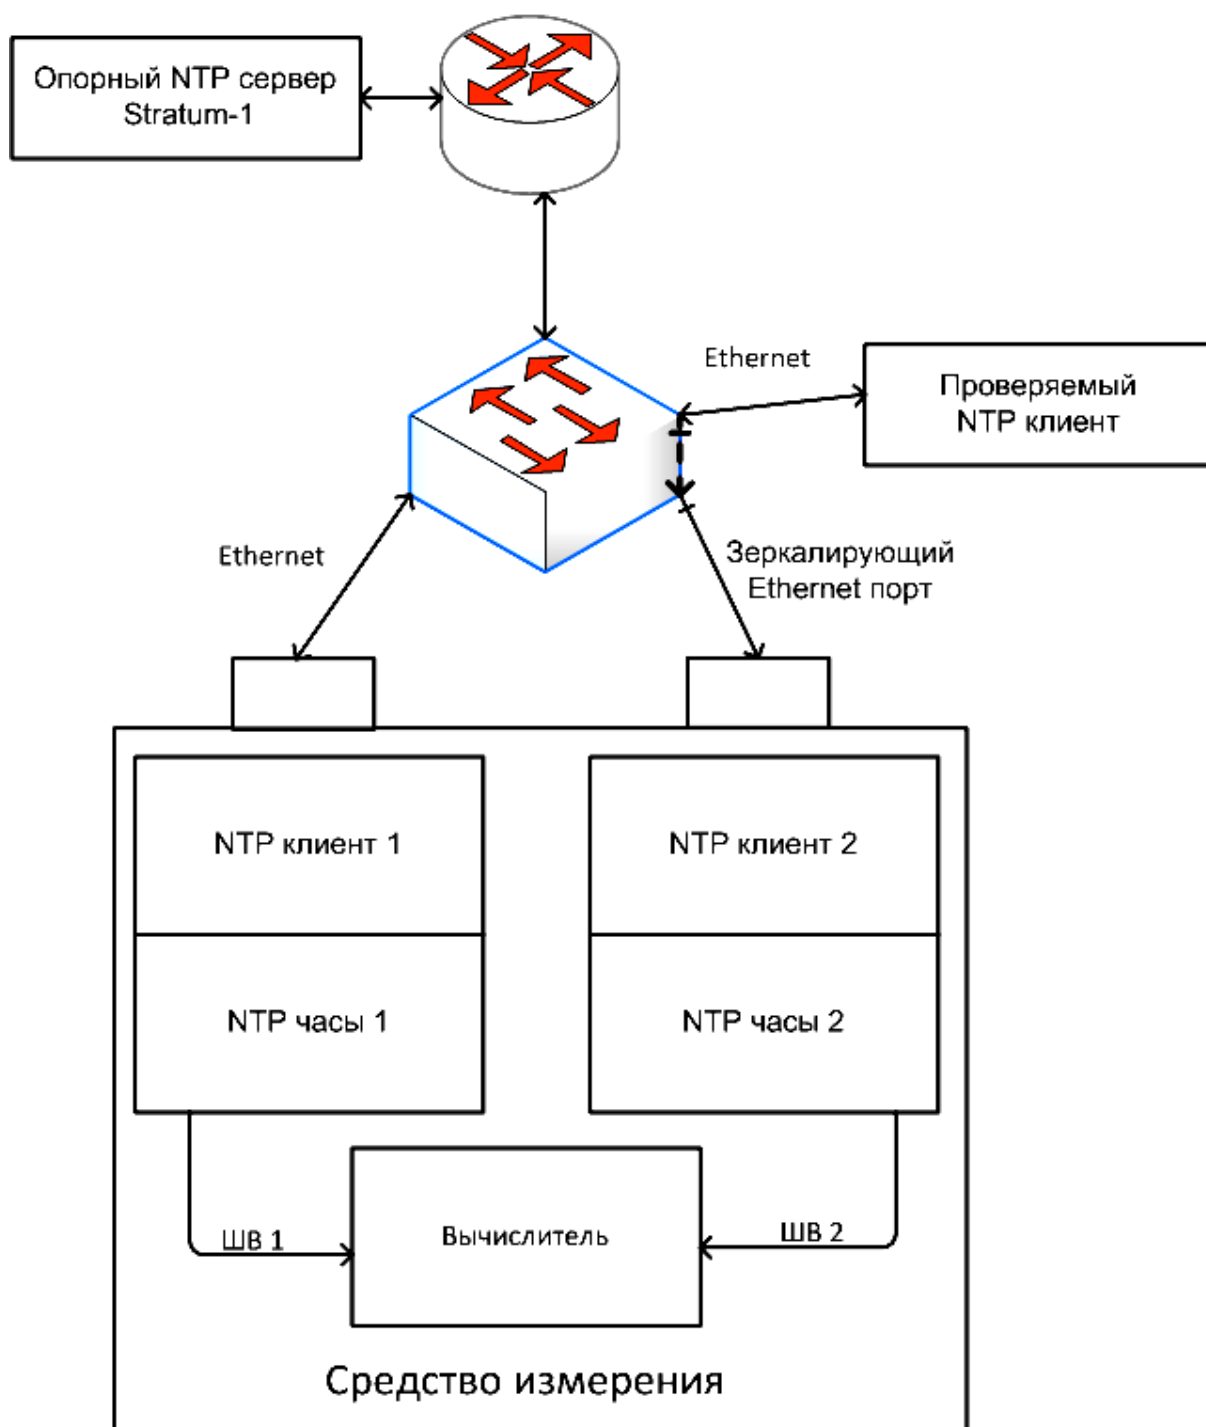 Опорный NTP сервер
Stratum-1
Ethernet
Проверяемый
NTP клиент
Ethernet
Зеркалирующий
Ethernet порт
NTP клиент 1
NTP клиент 2
NTP часы 1
NTP часы 2
ШВ 1
Вычислитель
ШВ 2
Средство измерения